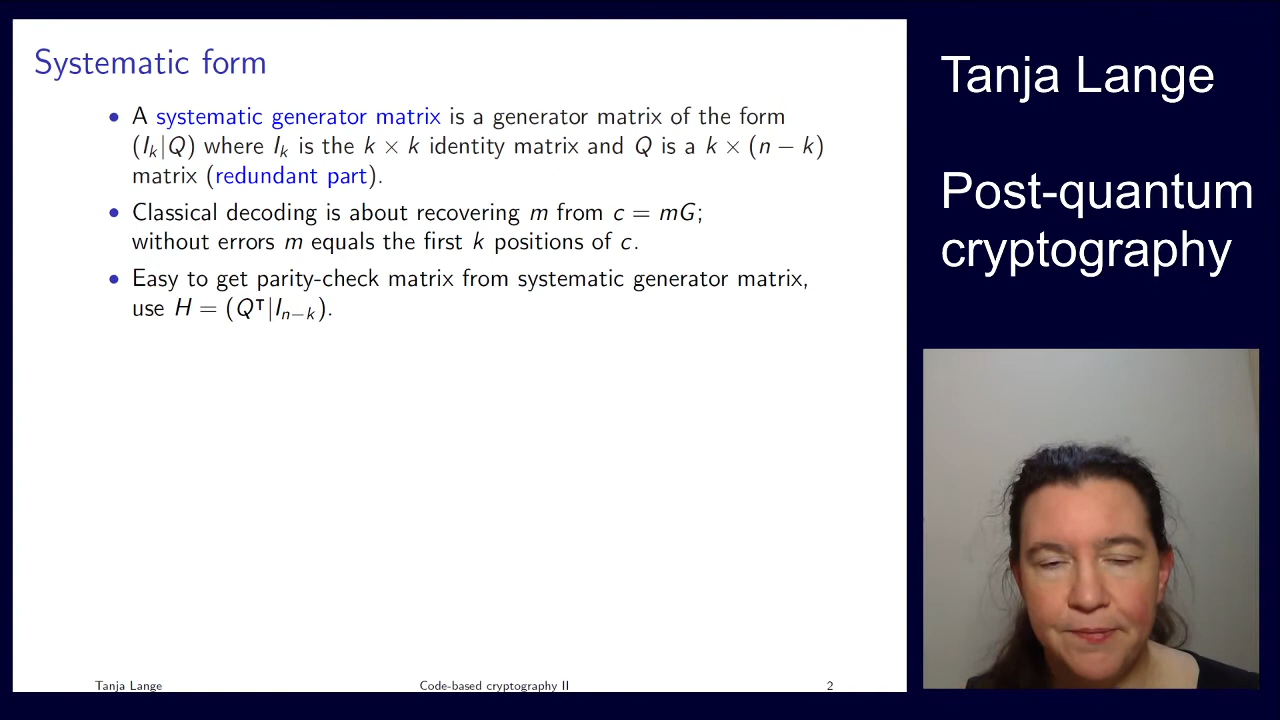 Systematic form
• A systematic generator matrix is a generator matrix of the form
(I_k|Q) where I_k is the k × k identity matrix and Q is a k × (n − k)
matrix (redundant part).
• Classical decoding is about recovering m from c = mG;
without errors m equals the first k positions of c.
• Easy to get parity-check matrix from systematic generator matrix,
use H = (Qᵀ|I_{n−k}).
Tanja Lange
Code-based cryptography II
2
Tanja Lange
Post-quantum
cryptography